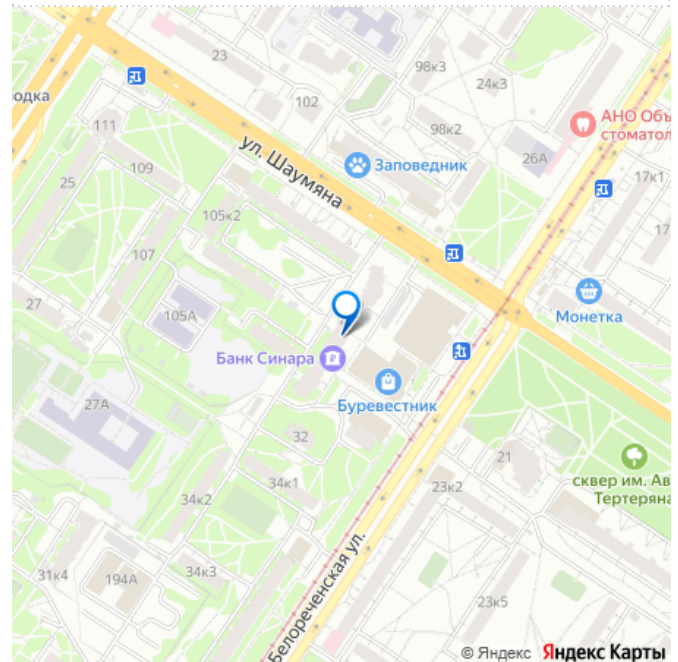 23
98к3
24к3
одка
102
АНО Объ
стоматол
111
98к2
ул. Шаумяна
Заповедник
26А
109
17к1
25
105к2
17
107
27
105А
Монетка
Банк Синара
Буревестник
27А
32
21
сквер им. Ав
Тертеряна
34к1
23к2
34к2
Белореченская ул.
31к4
194А
34к3
23к5
© Яндекс Яндекс Карты